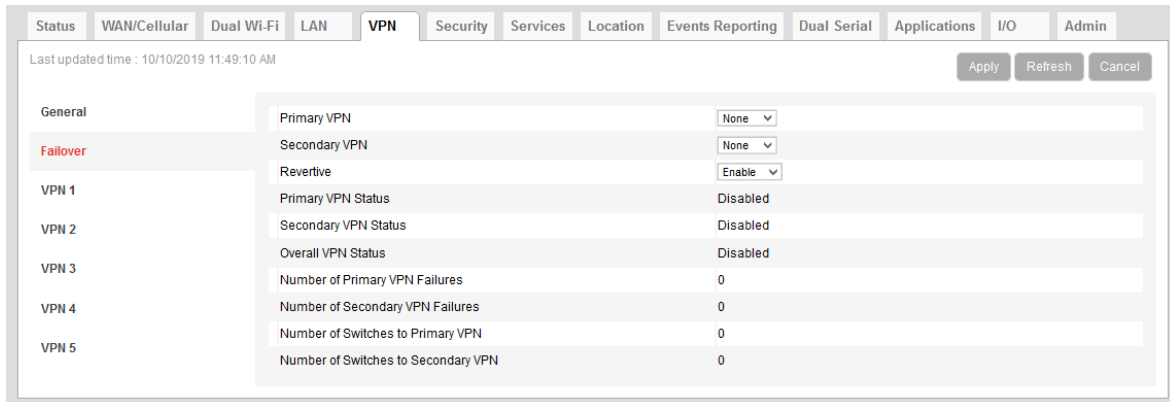 Status WAN/Cellular Dual Wi-Fi LAN VPN Security Services Location Events Reporting Dual Serial Applications I/O Admin
Last updated time : 10/10/2019 11:49:10 AM
Apply Refresh Cancel
General
Failover
VPN 1
VPN 2
VPN 3
VPN 4
VPN 5
Primary VPN None
Secondary VPN None
Revertive Enable
Primary VPN Status Disabled
Secondary VPN Status Disabled
Overall VPN Status Disabled
Number of Primary VPN Failures 0
Number of Secondary VPN Failures 0
Number of Switches to Primary VPN 0
Number of Switches to Secondary VPN 0